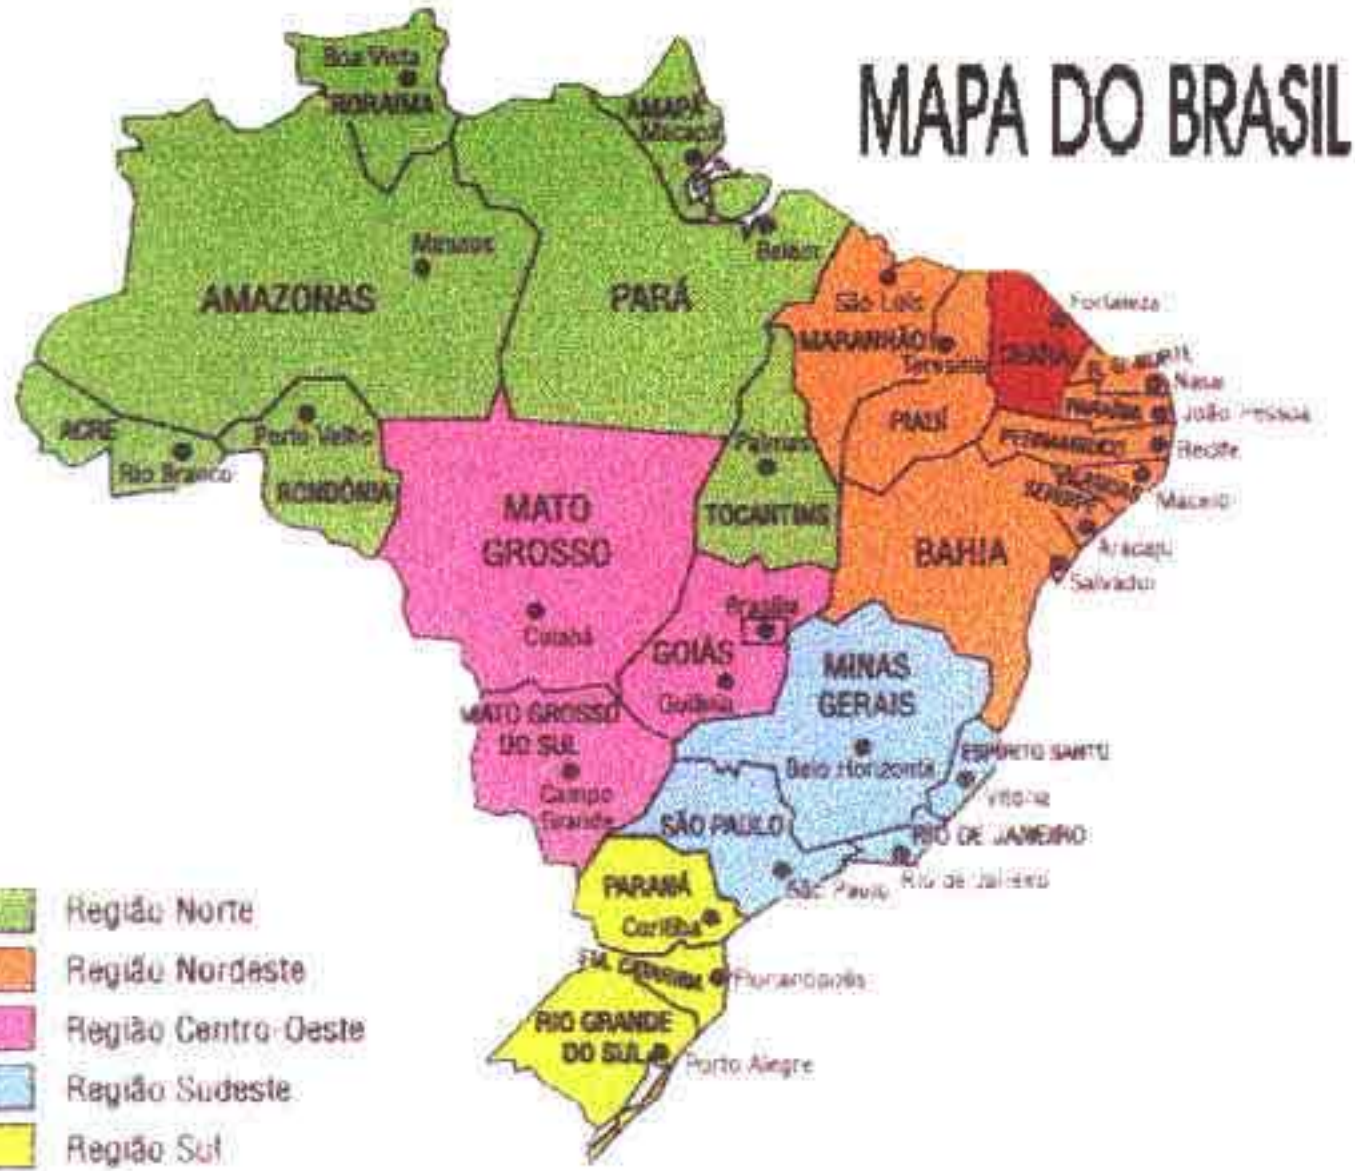 MAPA DO BRASIL
Boa Vista
RORAIMA
AMAPÁ
Macapá
Manaus
Belém
AMAZONAS
PARÁ
São Luís
Fortaleza
MARANHÃO
Teresina
CEARÁ
Natal
PIAUÍ
PARAÍBA
João Pessoa
ACRE
Porto Velho
Palmas
PERNAMBUCO
Recife
Rio Branco
RONDÔNIA
MATO
GROSSO
TOCANTINS
ALAGOAS
SERGIPE
Maceió
BAHIA
Aracaju
Salvador
Cuiabá
Brasília
GOIÁS
Goiânia
MINAS
GERAIS
MATO GROSSO
DO SUL
Belo Horizonte
ESPÍRITO SANTO
Vitória
Campo
Grande
SÃO PAULO
RIO DE JANEIRO
Rio de Janeiro
São Paulo
PARANÁ
Curitiba
Florianópolis
RIO GRANDE
DO SUL
Porto Alegre
Região Norte
Região Nordeste
Região Centro-Oeste
Região Sudeste
Região Sul